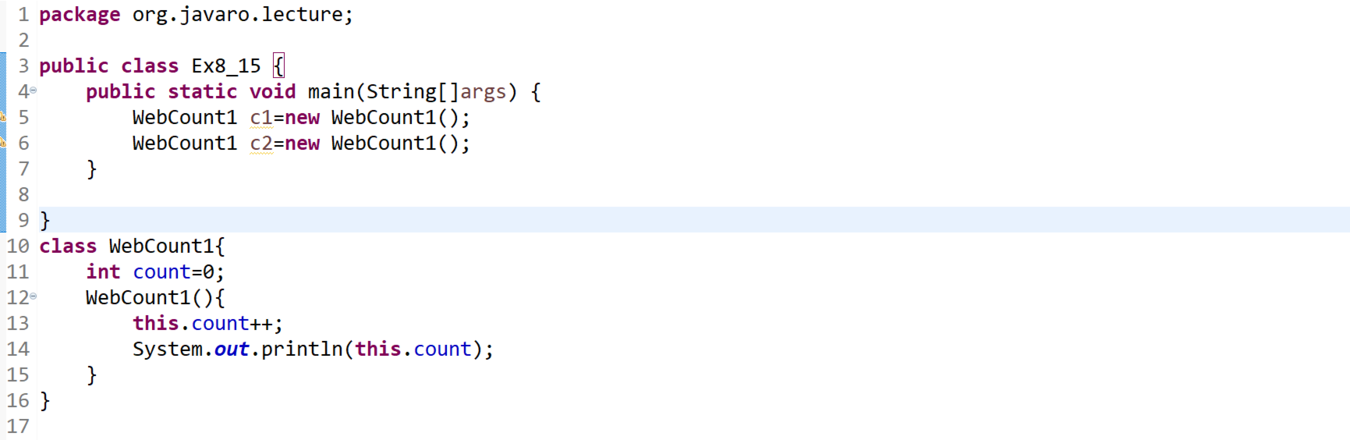 1 package org.javaro.lecture;
2
3 public class Ex8_15 {
4     public static void main(String[]args) {
5         WebCount1 c1=new WebCount1();
6         WebCount1 c2=new WebCount1();
7     }
8
9 }
10 class WebCount1{
11     int count=0;
12     WebCount1(){
13         this.count++;
14         System.out.println(this.count);
15     }
16 }
17